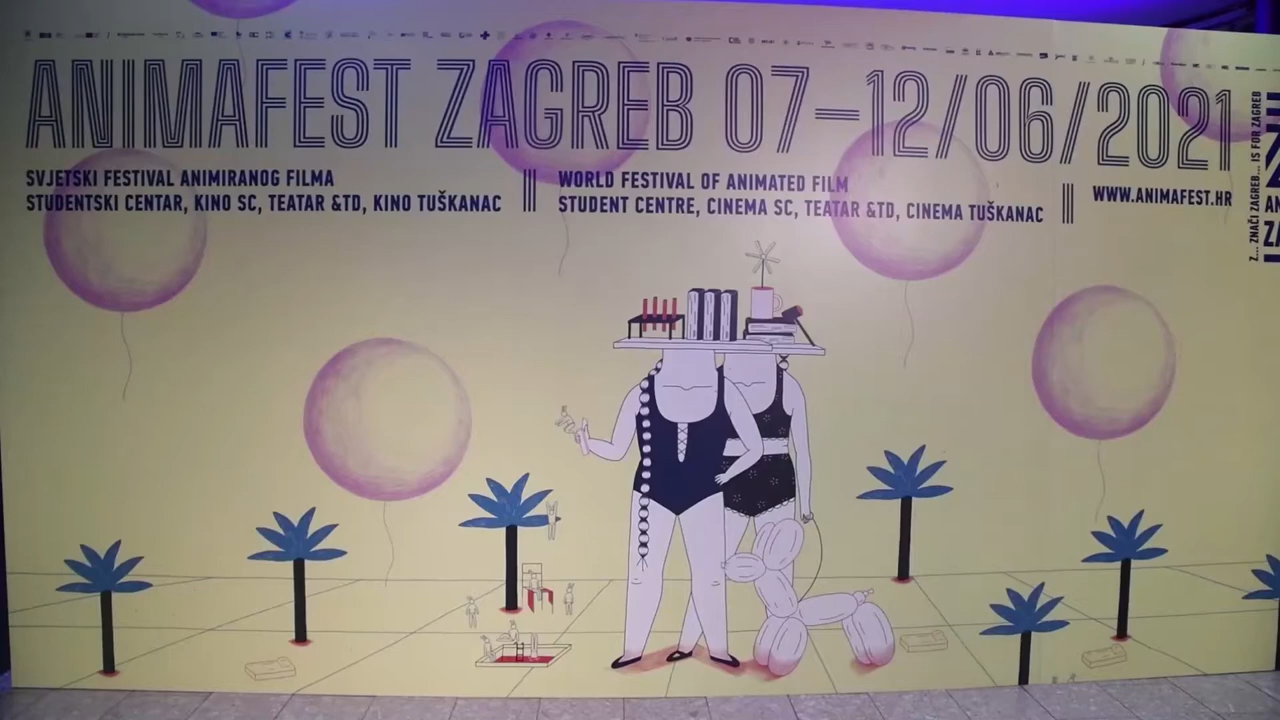 ANIMAFEST ZAGREB 07–12/06/2021
SVJETSKI FESTIVAL ANIMIRANOG FILMA
STUDENTSKI CENTAR, KINO SC, TEATAR &TD, KINO TUŠKANAC
WORLD FESTIVAL OF ANIMATED FILM
STUDENT CENTRE, CINEMA SC, TEATAR &TD, CINEMA TUŠKANAC
WWW.ANIMAFEST.HR
Z... ZNAČI ZAGREB... IS FOR ZAGREB